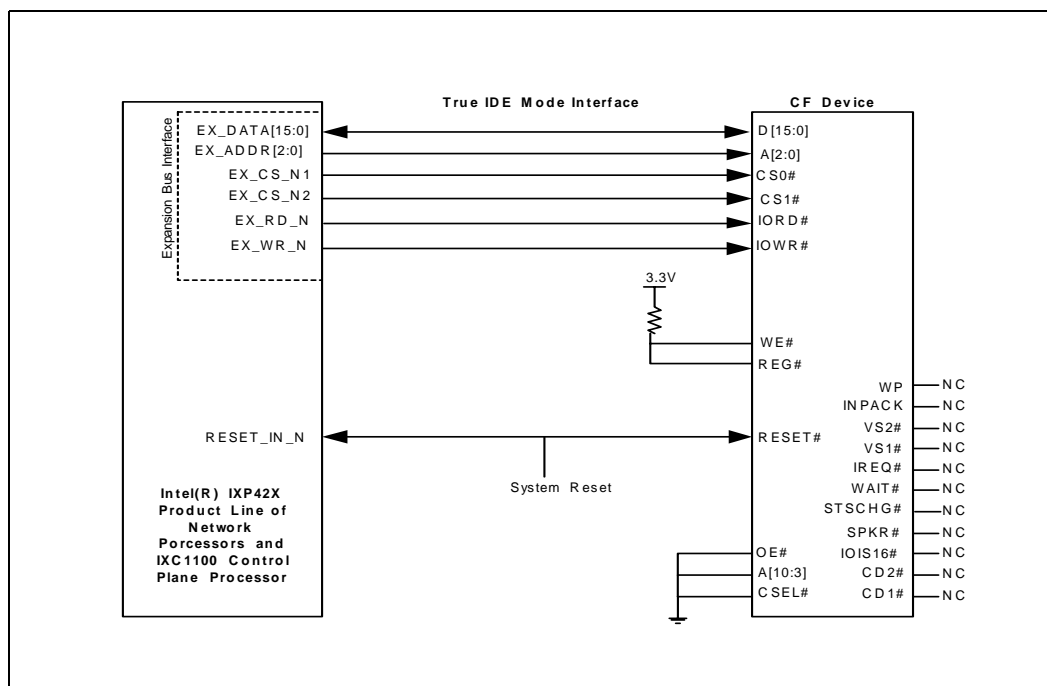 True IDE Mode Interface
CF Device
Expansion Bus Interface
EX_DATA[15:0]
EX_ADDR[2:0]
EX_CS_N1
EX_CS_N2
EX_RD_N
EX_WR_N
RESET_IN_N
Intel(R) IXP42X
Product Line of
Network
Porcessors and
IXC1100 Control
Plane Processor
3.3V
System Reset
D[15:0]
A[2:0]
CS0#
CS1#
IORD#
IOWR#
WE#
REG#
RESET#
OE#
A[10:3]
CSEL#
WP NC
INPACK NC
VS2# NC
VS1# NC
IREQ# NC
WAIT# NC
STSCHG# NC
SPKR# NC
IOIS16# NC
CD2# NC
CD1# NC